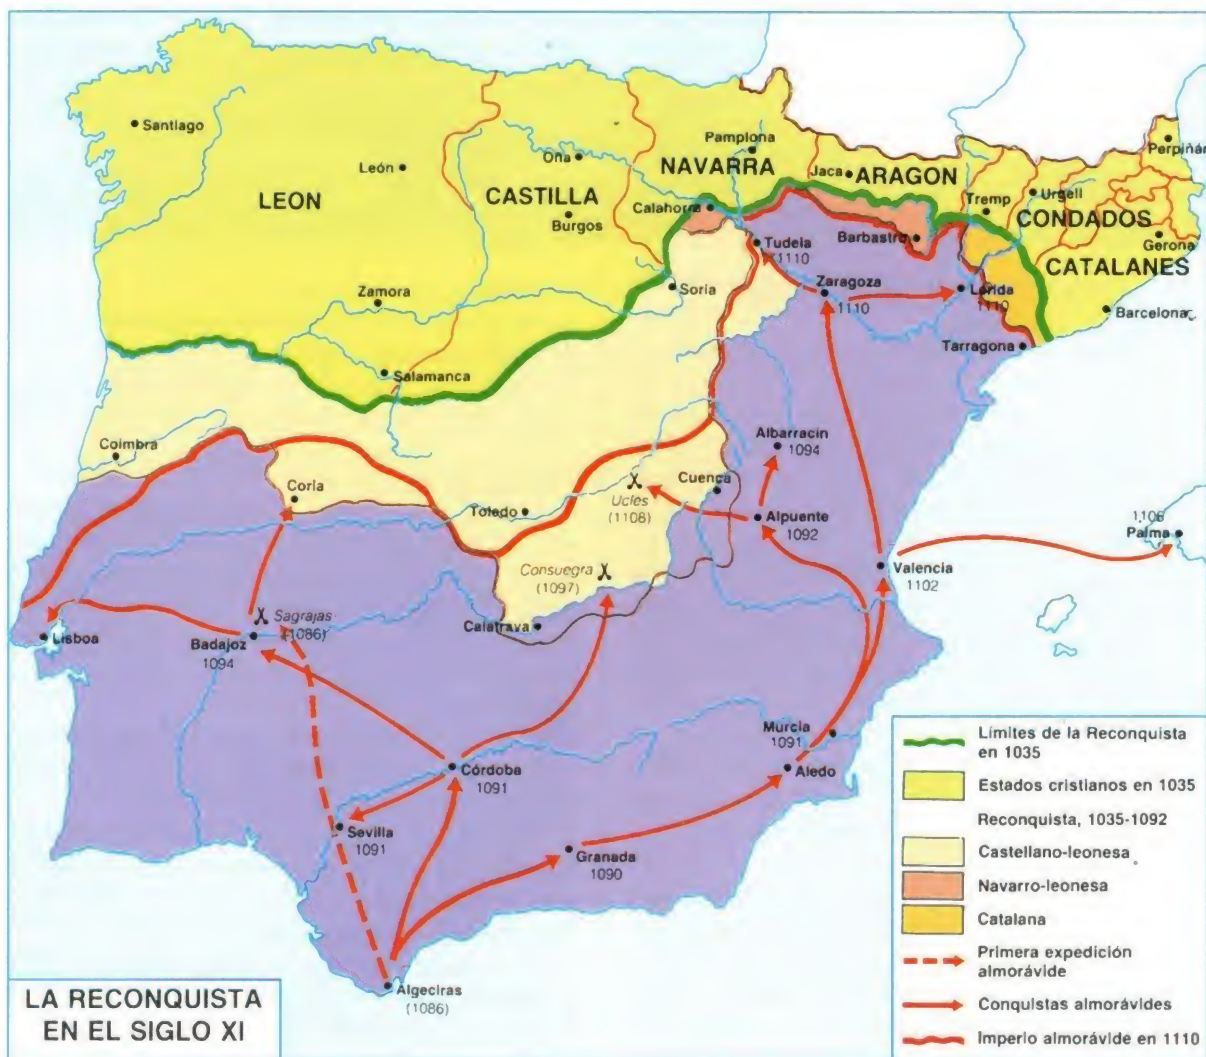 Santiago
León
LEON
Zamora
Salamanca
Oña
CASTILLA
Burgos
Pamplona
NAVARRA
Calahorra
Soria
Jaca
ARAGON
Barbastro
Tremp
Urgell
Perpiñán
CONDADOS
Gerona
CATALANES
Barcelona
Tudela
1110
Zaragoza
1110
Lérida
1110
Tarragona
Coimbra
Coria
Toledo
Uclés
(1108)
Cuenca
Albarracín
1094
Alpuente
1092
Consuegra
(1097)
Calatrava
Valencia
1102
1106
Palma
Lisboa
Badajoz
1094
Sagrajas
(1086)
Córdoba
1091
Sevilla
1091
Granada
1090
Murcia
1091
Aledo
Algeciras
(1086)
LA RECONQUISTA
EN EL SIGLO XI
Límites de la Reconquista
en 1035
Estados cristianos en 1035
Reconquista, 1035-1092
Castellano-leonesa
Navarro-leonesa
Catalana
Primera expedición
almorávide
Conquistas almorávides
Imperio almorávide en 1110